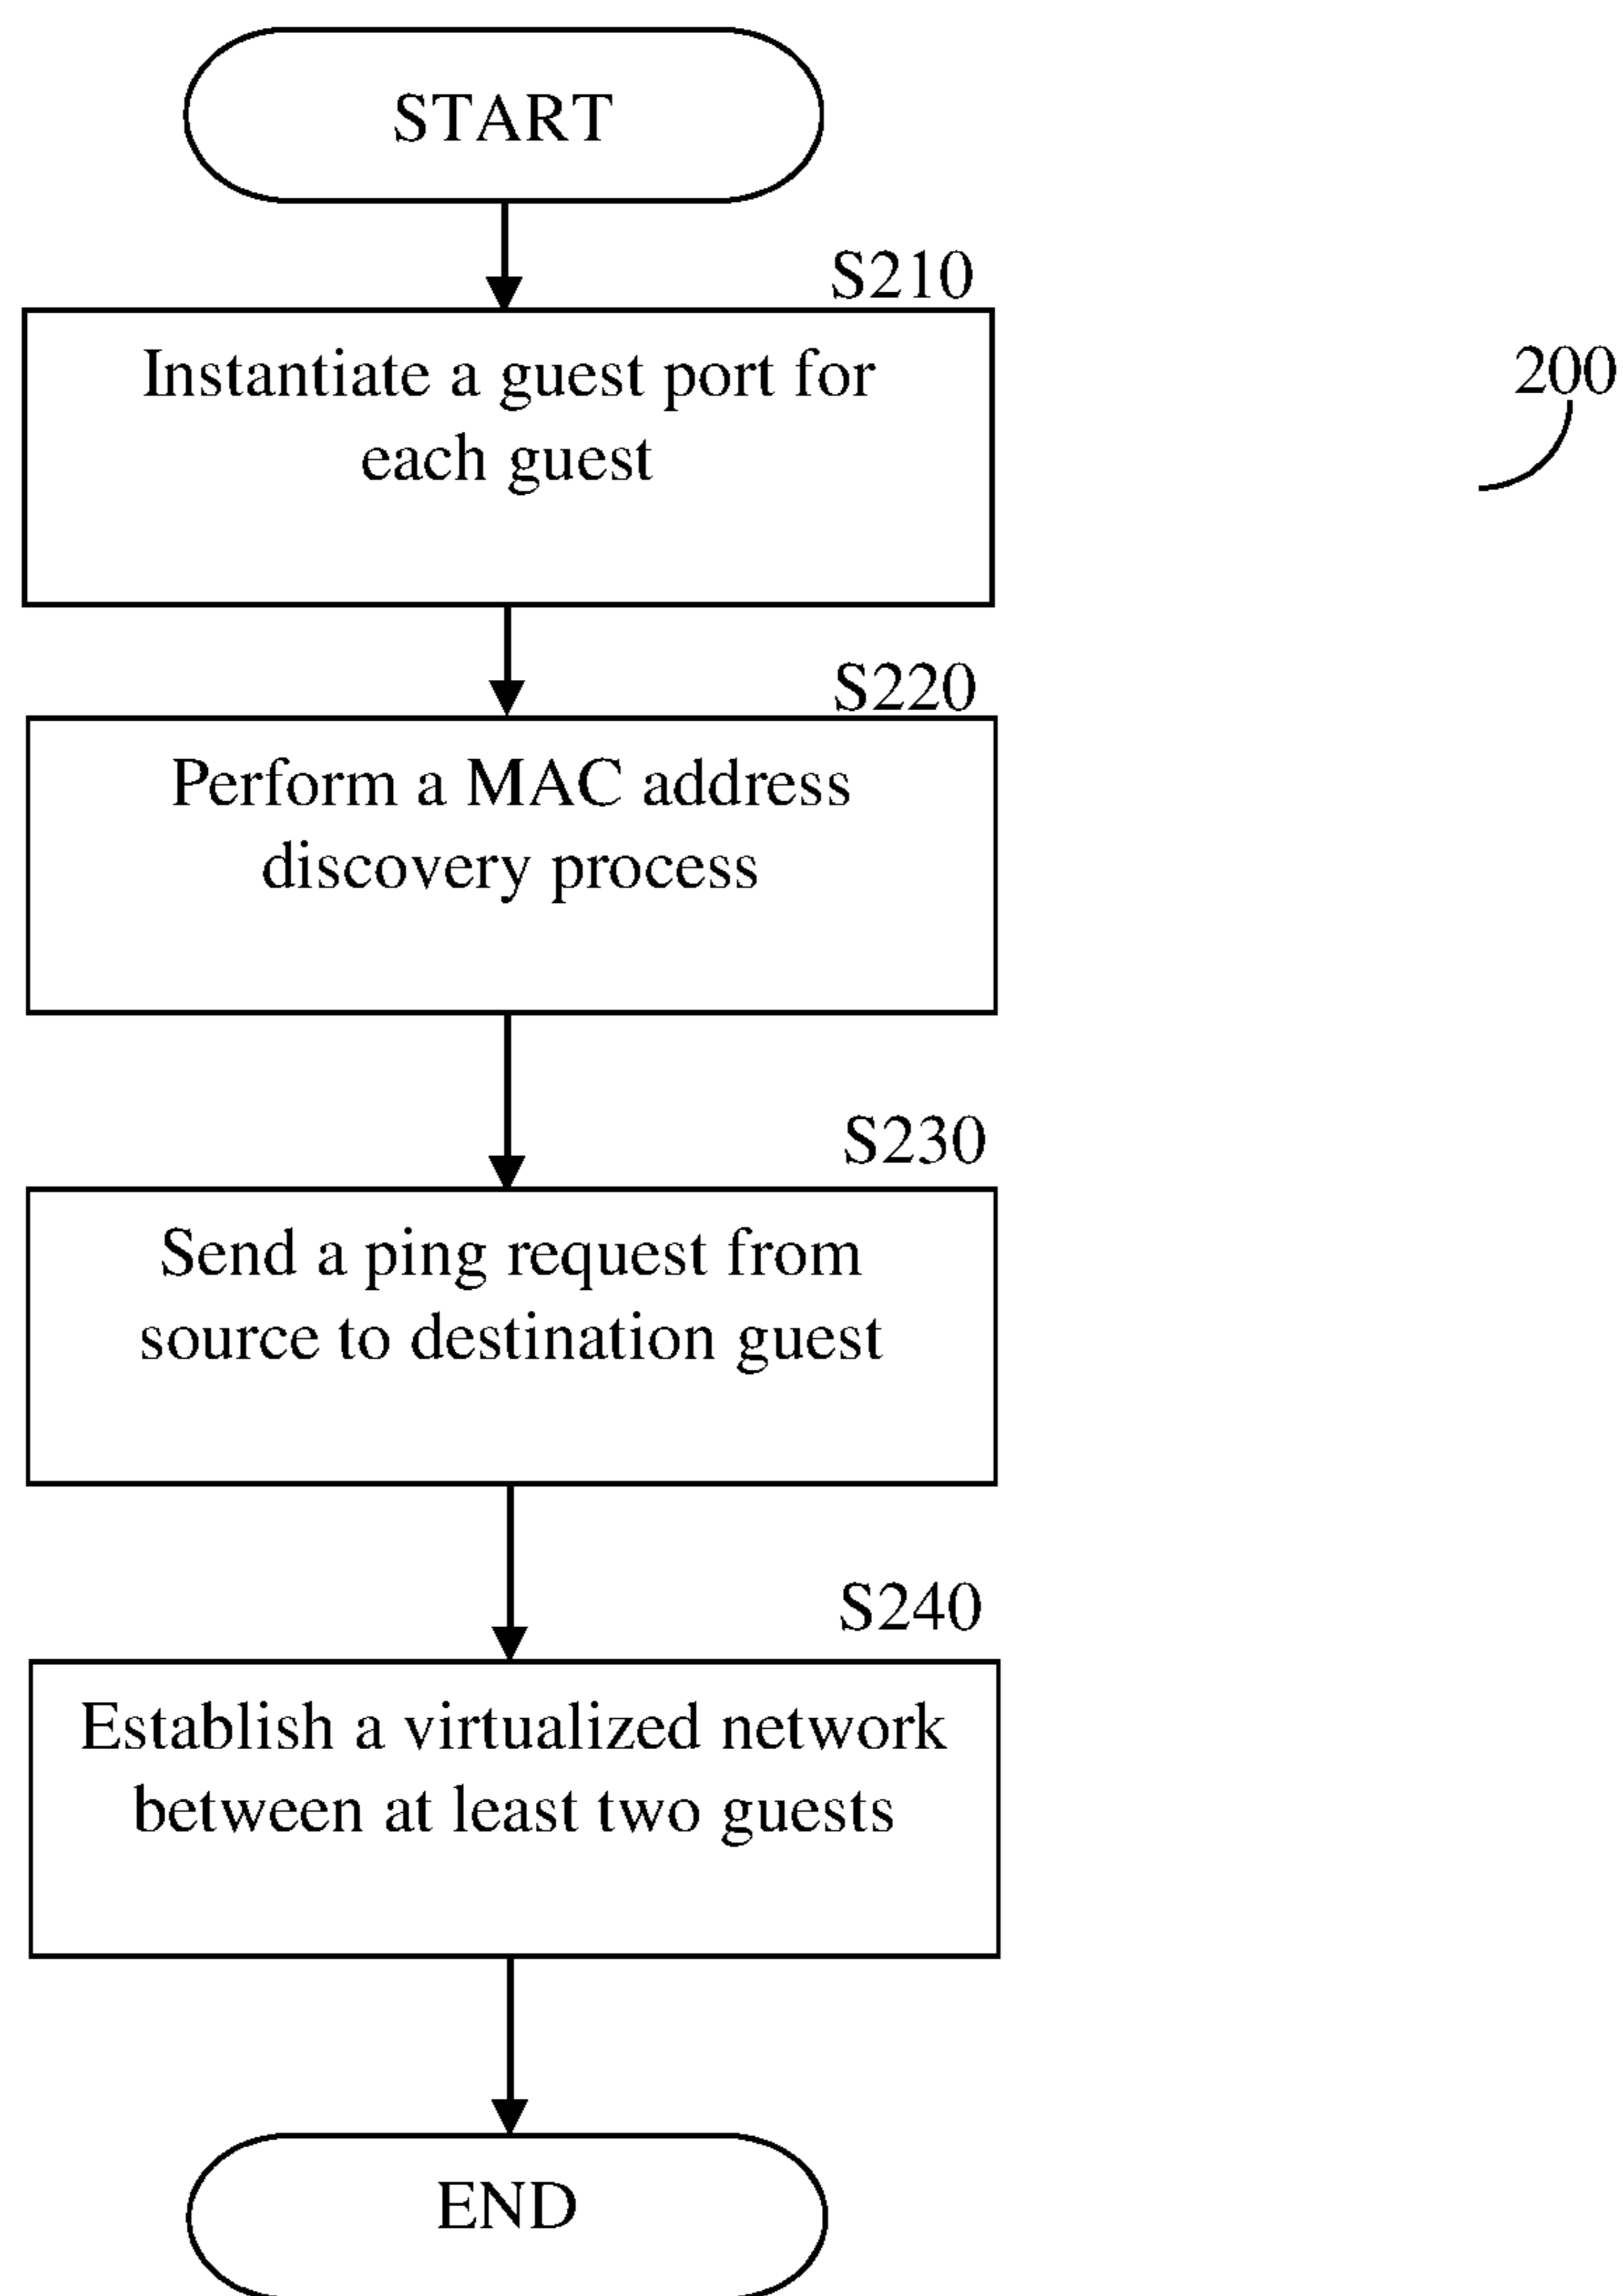 START
S210
Instantiate a guest port for
each guest
200
S220
Perform a MAC address
discovery process
S230
Send a ping request from
source to destination guest
S240
Establish a virtualized network
between at least two guests
END